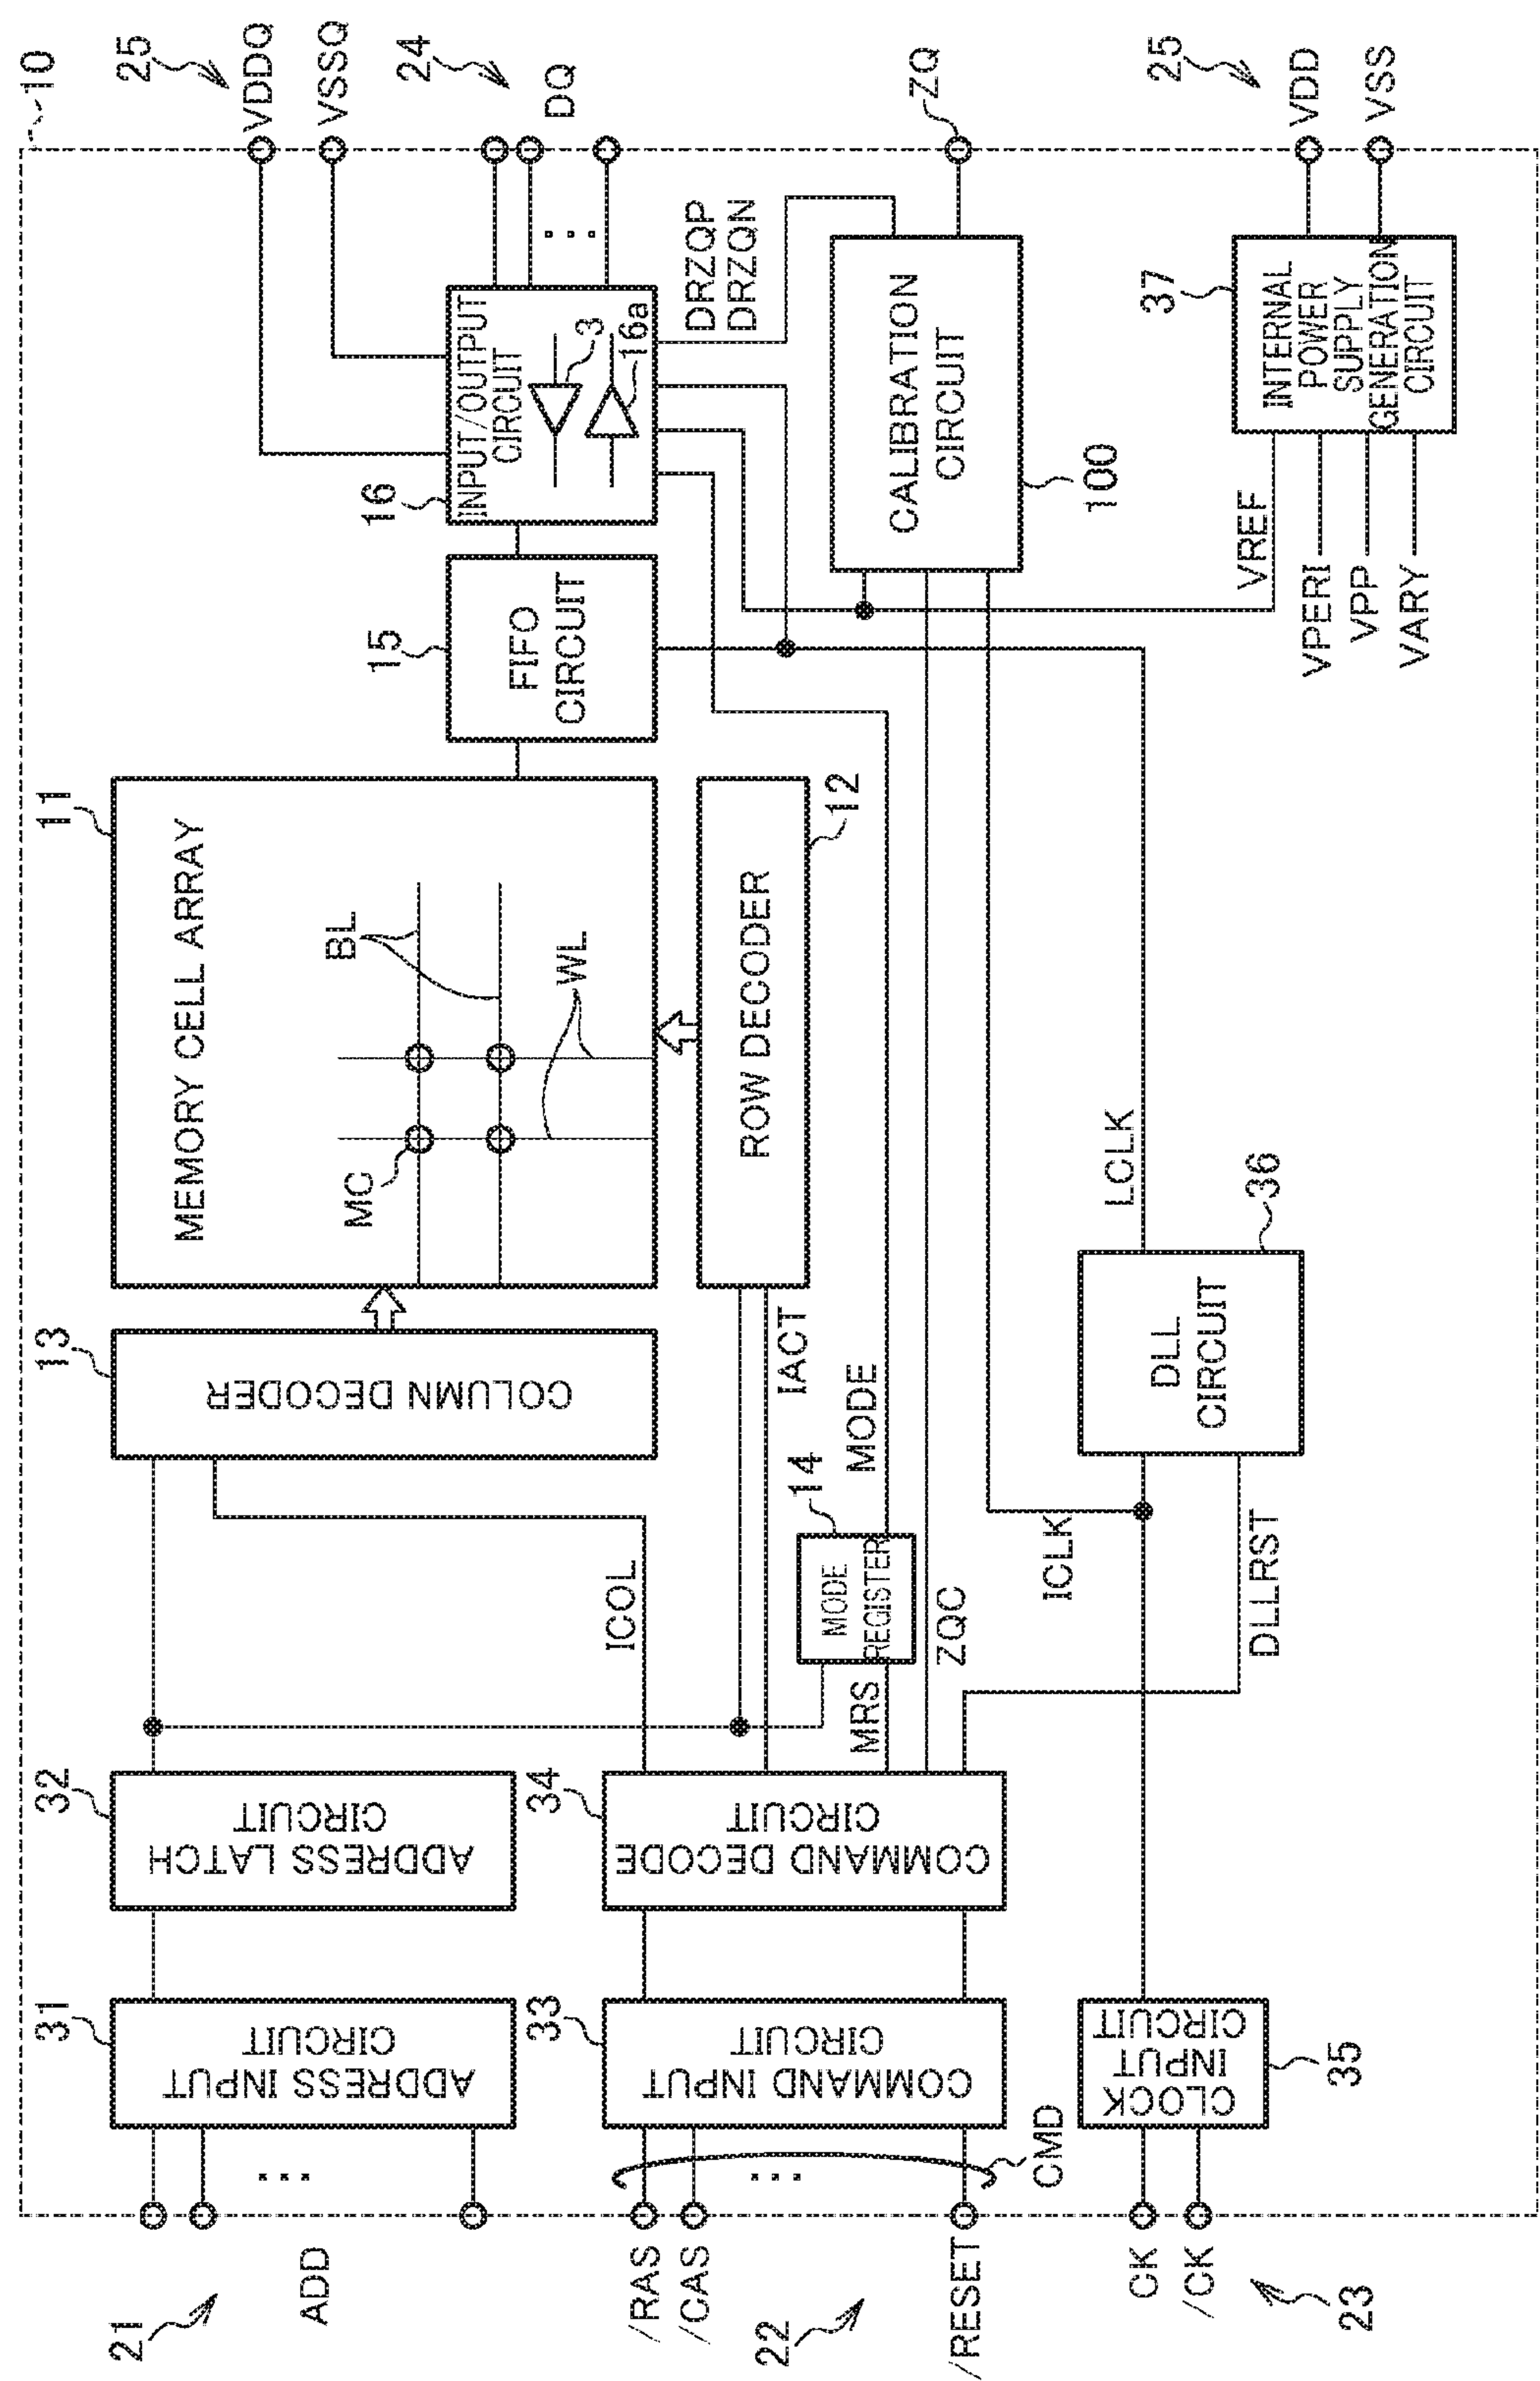 10
21
ADD
31
ADDRESS INPUT
CIRCUIT
32
ADDRESS LATCH
CIRCUIT
13
COLUMN DECODER
11
MEMORY CELL ARRAY
MC
BL
WL
15
FIFO
CIRCUIT
16
INPUT/OUTPUT
CIRCUIT
3
16a
25
VDDQ
VSSQ
24
DQ
ICOL
12
ROW DECODER
IACT
DRZQP
DRZQN
22
/RAS
/CAS
/RESET
CMD
33
COMMAND INPUT
CIRCUIT
34
COMMAND DECODE
CIRCUIT
MRS
14
MODE
REGISTER
MODE
ZQC
CALIBRATION
CIRCUIT
100
ZQ
23
CK
/CK
35
CLOCK
INPUT
CIRCUIT
ICLK
DLLRST
DLL
CIRCUIT
36
LCLK
VREF
VPERI
VPP
VARY
37
INTERNAL
POWER
SUPPLY
GENERATION
CIRCUIT
25
VDD
VSS